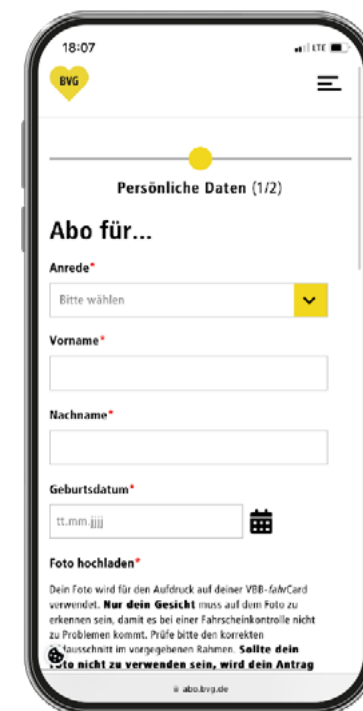 18:07
LTE
BVG
Persönliche Daten (1/2)
Abo für...
Anrede*
Bitte wählen
Vorname*
Nachname*
Geburtsdatum*
tt.mm.jjjj
Foto hochladen*
Dein Foto wird für den Aufdruck auf deiner VBB-fahrCard
verwendet. Nur dein Gesicht muss auf dem Foto zu
erkennen sein, damit es bei einer Fahrscheinkontrolle nicht
zu Problemen kommt. Prüfe bitte den korrekten
im vorgegebenen Rahmen. Sollte dein
nicht zu verwenden sein, wird dein Antrag
abo.bvg.de